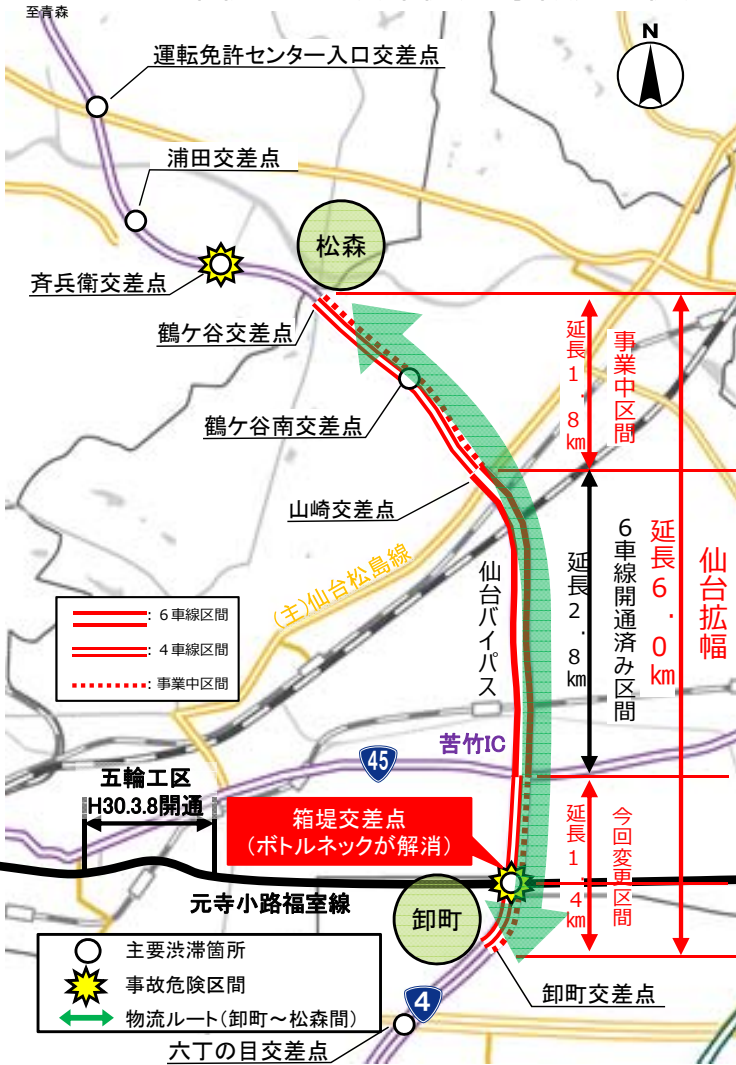 至青森
運転免許センター入口交差点
N
浦田交差点
松森
斉兵衛交差点
鶴ケ谷交差点
延長1.8㎞
事業中区間
鶴ケ谷南交差点
山崎交差点
(主)仙台松島線
仙台バイパス
延長2.8㎞
6車線開通済み区間
延長6.0㎞
仙台拡幅
:6車線区間
:4車線区間
:事業中区間
苦竹IC
45
五輪工区
H30.3.8開通
箱堤交差点
(ボトルネックが解消)
延長1.4㎞
今回変更区間
元寺小路福室線
卸町
主要渋滞箇所
事故危険区間
物流ルート(卸町~松森間)
4
卸町交差点
六丁の目交差点